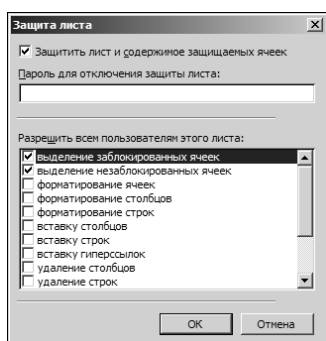 Защита листа
Защитить лист и содержимое защищаемых ячеек
Пароль для отключения защиты листа:
Разрешить всем пользователям этого листа:
выделение заблокированных ячеек
выделение незаблокированных ячеек
форматирование ячеек
форматирование столбцов
форматирование строк
вставку столбцов
вставку строк
вставку гиперссылок
удаление столбцов
удаление строк
ОК
Отмена